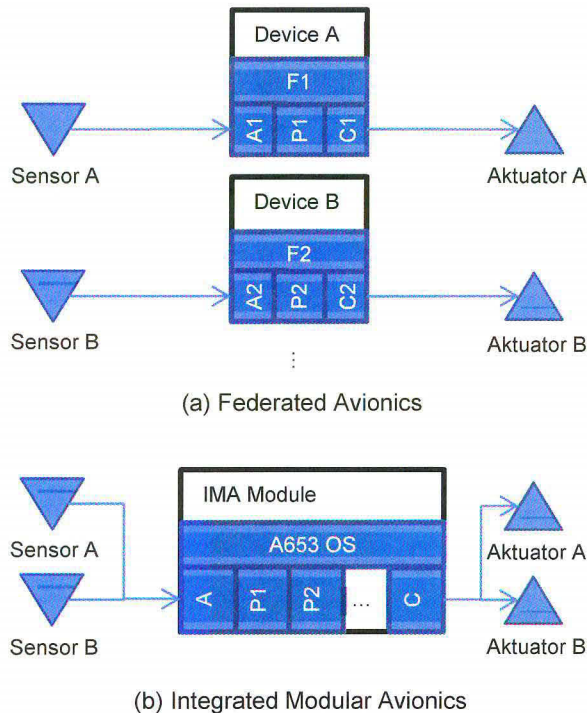 Device A
F1
A1 P1 C1
Sensor A
Aktuator A
Device B
F2
A2 P2 C2
Sensor B
Aktuator B
⋮
(a) Federated Avionics
IMA Module
A653 OS
Sensor A
Aktuator A
A P1 P2 ... C
Sensor B
Aktuator B
(b) Integrated Modular Avionics